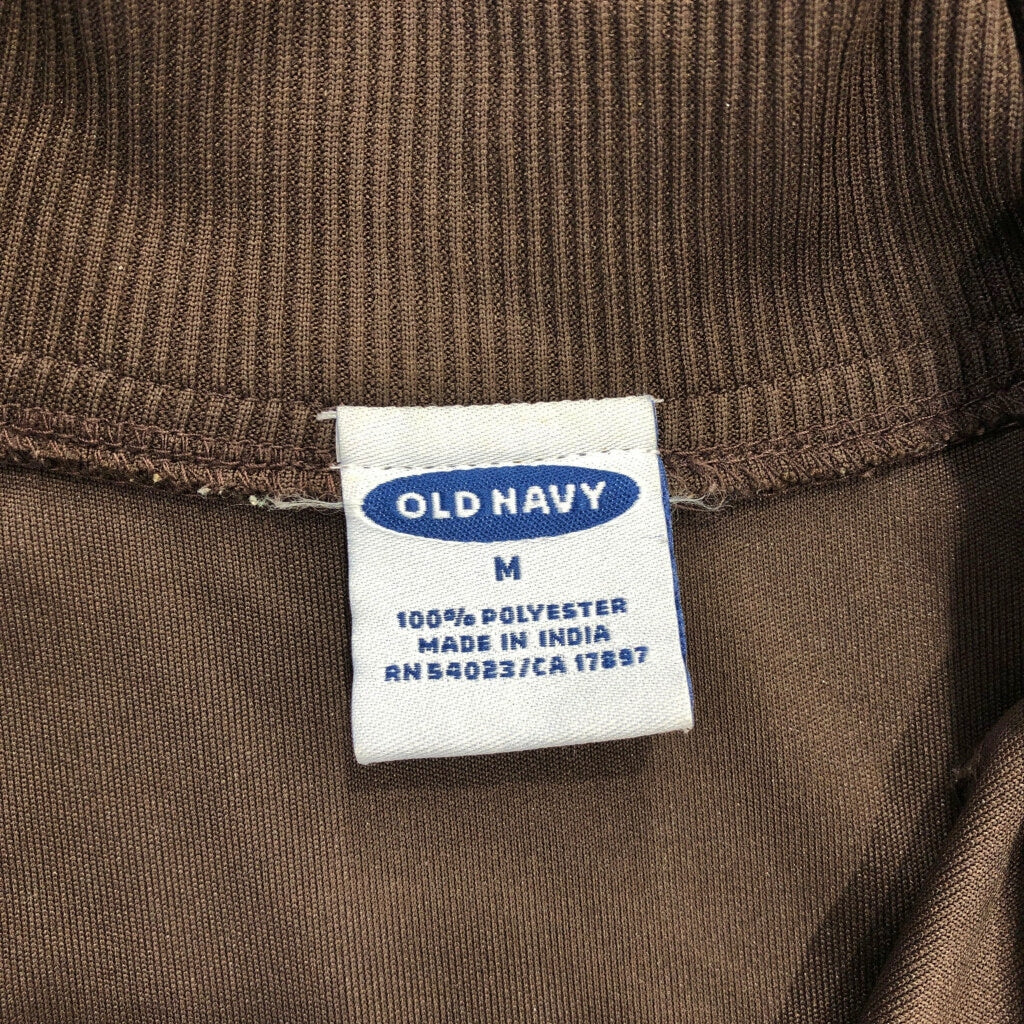 OLD NAVY
M
100% POLYESTER
MADE IN INDIA
RN 54023/CA 17897